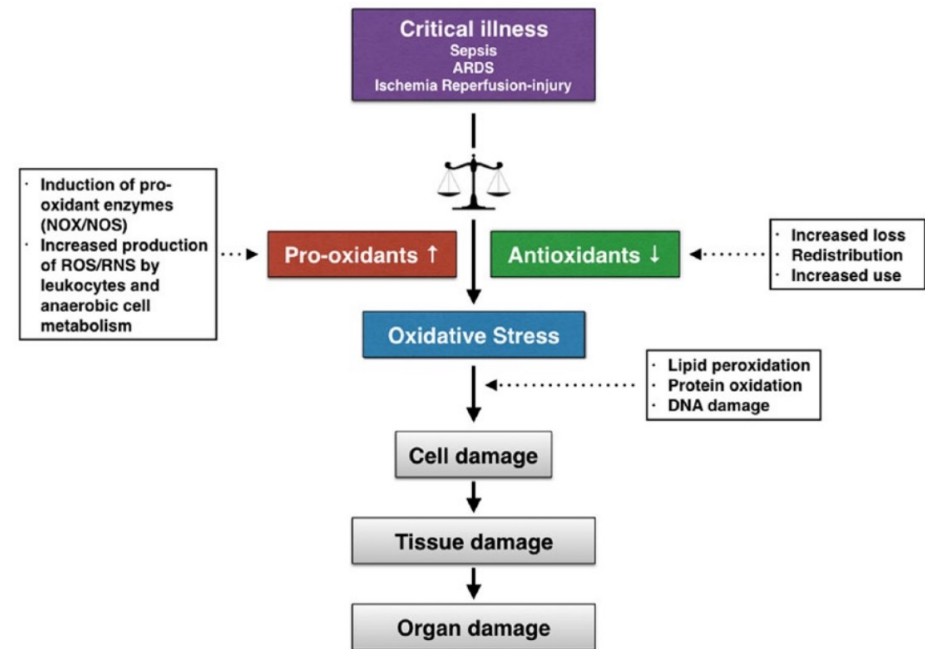 Critical illness
Sepsis
ARDS
Ischemia Reperfusion-injury
· Induction of pro-
oxidant enzymes
(NOX/NOS)
· Increased production
of ROS/RNS by
leukocytes and
anaerobic cell
metabolism
Pro-oxidants ↑
Antioxidants ↓
· Increased loss
· Redistribution
· Increased use
Oxidative Stress
· Lipid peroxidation
· Protein oxidation
· DNA damage
Cell damage
Tissue damage
Organ damage